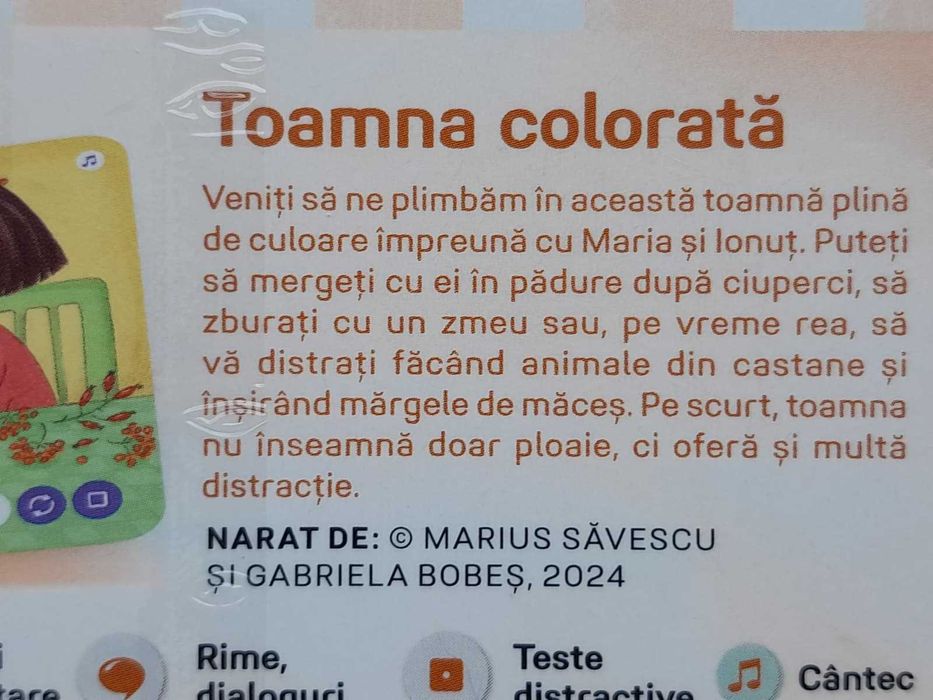 Toamna colorată
Veniți să ne plimbăm în această toamnă plină
de culoare împreună cu Maria și Ionuț. Puteți
să mergeți cu ei în pădure după ciuperci, să
zburați cu un zmeu sau, pe vreme rea, să
vă distrați făcând animale din castane și
înșirând mărgele de măceș. Pe scurt, toamna
nu înseamnă doar ploaie, ci oferă și multă
distracție.
NARAT DE: © MARIUS SĂVESCU
ȘI GABRIELA BOBEȘ, 2024
Rime,
dialoguri
Teste
distractive
Cântec